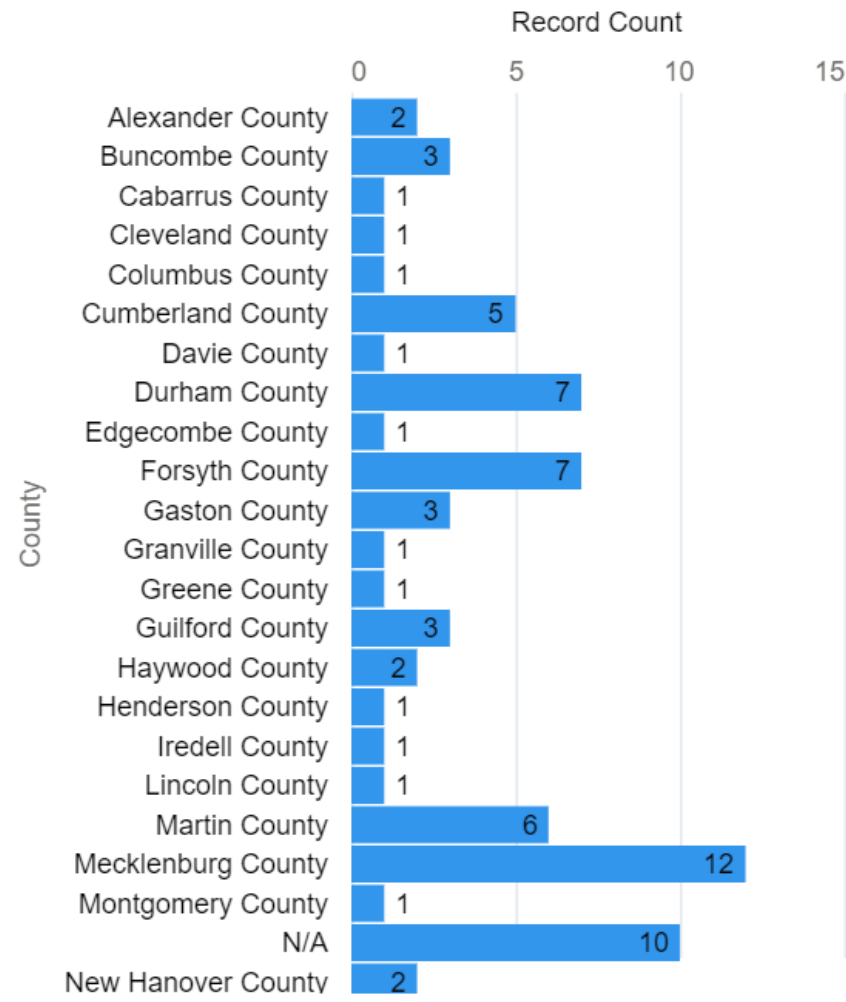 Record Count
0 5 10 15
County
Alexander County 2
Buncombe County 3
Cabarrus County 1
Cleveland County 1
Columbus County 1
Cumberland County 5
Davie County 1
Durham County 7
Edgecombe County 1
Forsyth County 7
Gaston County 3
Granville County 1
Greene County 1
Guilford County 3
Haywood County 2
Henderson County 1
Iredell County 1
Lincoln County 1
Martin County 6
Mecklenburg County 12
Montgomery County 1
N/A 10
New Hanover County 2